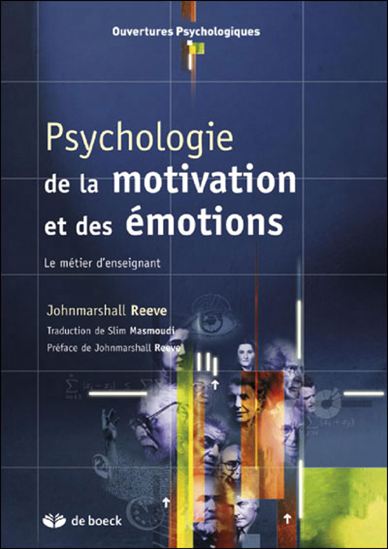 Ouvertures Psychologiques
Psychologie
de la motivation
et des émotions
Le métier d'enseignant
Johnmarshall Reeve
Traduction de Slim Masmoudi
Préface de Johnmarshall Reeve
de boeck